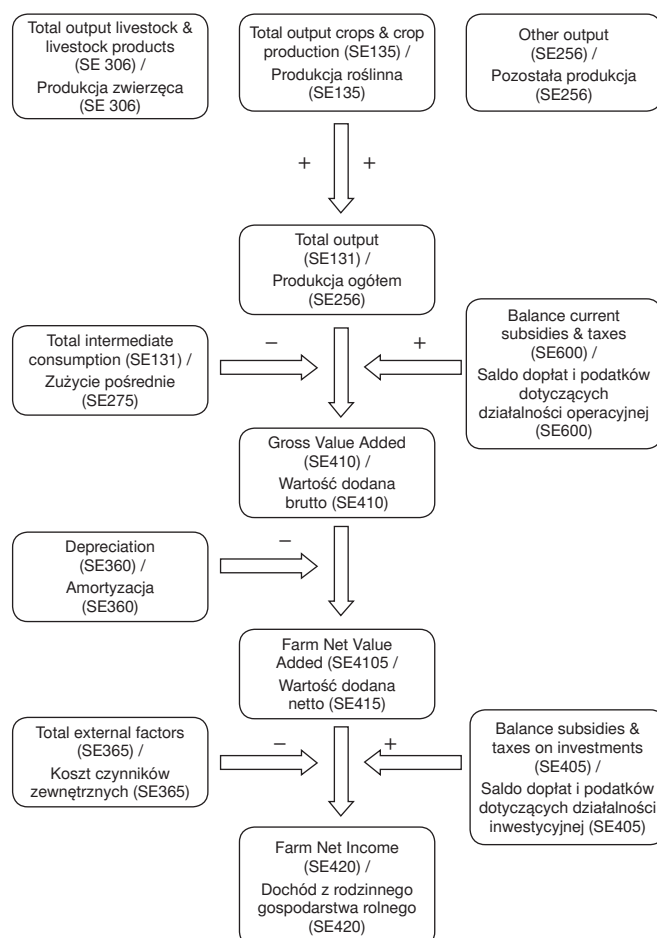 Total output livestock &
livestock products
(SE 306) /
Produkcja zwierzęca
(SE 306)
Total output crops & crop
production (SE135) /
Produkcja roślinna
(SE135)
Other output
(SE256) /
Pozostała produkcja
(SE256)
+ +
Total output
(SE131) /
Produkcja ogółem
(SE256)
Total intermediate
consumption (SE131) /
Zużycie pośrednie
(SE275)
− +
Balance current
subsidies & taxes
(SE600) /
Saldo dopłat i podatków
dotyczących
działalności operacyjnej
(SE600)
Gross Value Added
(SE410) /
Wartość dodana
brutto (SE410)
Depreciation
(SE360) /
Amortyzacja
(SE360)
−
Farm Net Value
Added (SE4105 /
Wartość dodana
netto (SE415)
Total external factors
(SE365) /
Koszt czynników
zewnętrznych (SE365)
− +
Balance subsidies &
taxes on investments
(SE405) /
Saldo dopłat i podatków
dotyczących działalności
inwestycyjnej (SE405)
Farm Net Income
(SE420) /
Dochód z rodzinnego
gospodarstwa rolnego
(SE420)